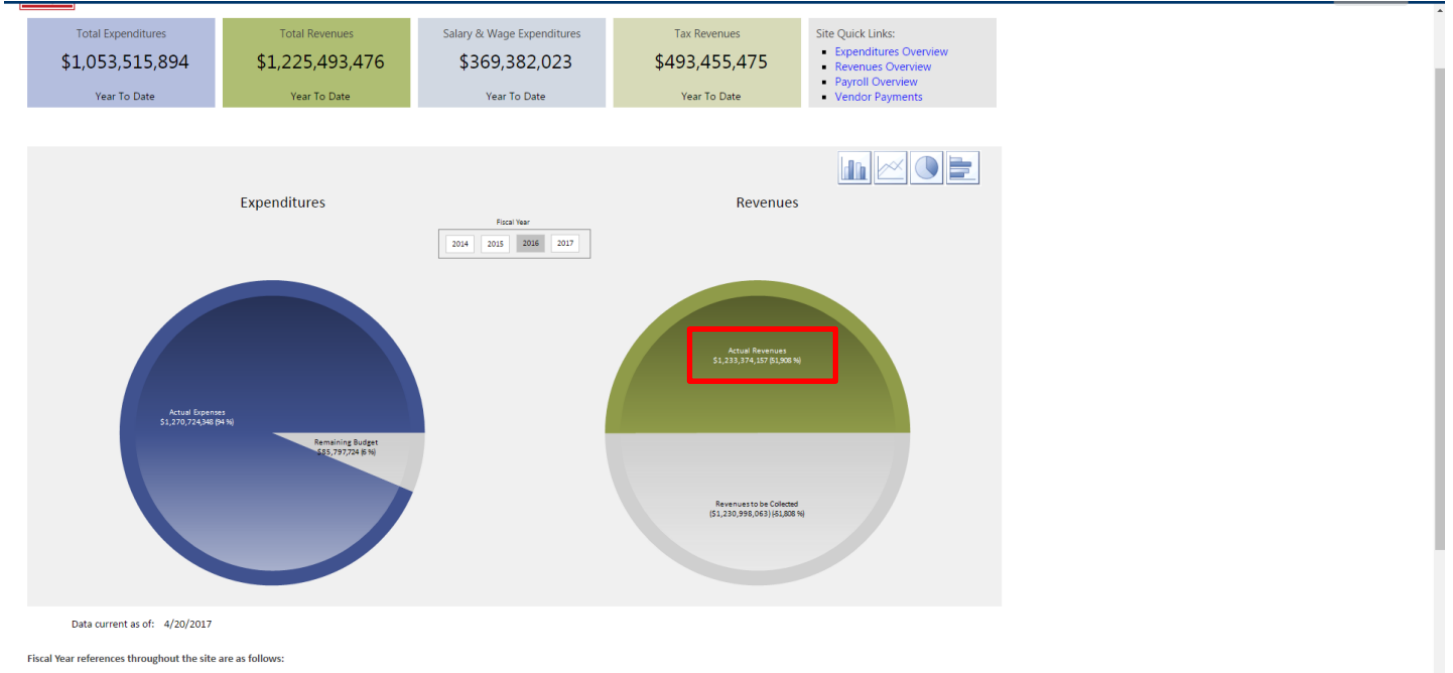 Total Expenditures
$1,053,515,894
Year To Date
Total Revenues
$1,225,493,476
Year To Date
Salary & Wage Expenditures
$369,382,023
Year To Date
Tax Revenues
$493,455,475
Year To Date
Site Quick Links:
Expenditures Overview
Revenues Overview
Payroll Overview
Vendor Payments
Expenditures
Revenues
Fiscal Year
2014 2015 2016 2017
Actual Expenses
$1,270,724,348 (94 %)
Remaining Budget
$85,797,724 (6 %)
Actual Revenues
$1,233,374,157 (51,908 %)
Revenues to be Collected
($1,230,998,063) (-51,808 %)
Data current as of: 4/20/2017
Fiscal Year references throughout the site are as follows: